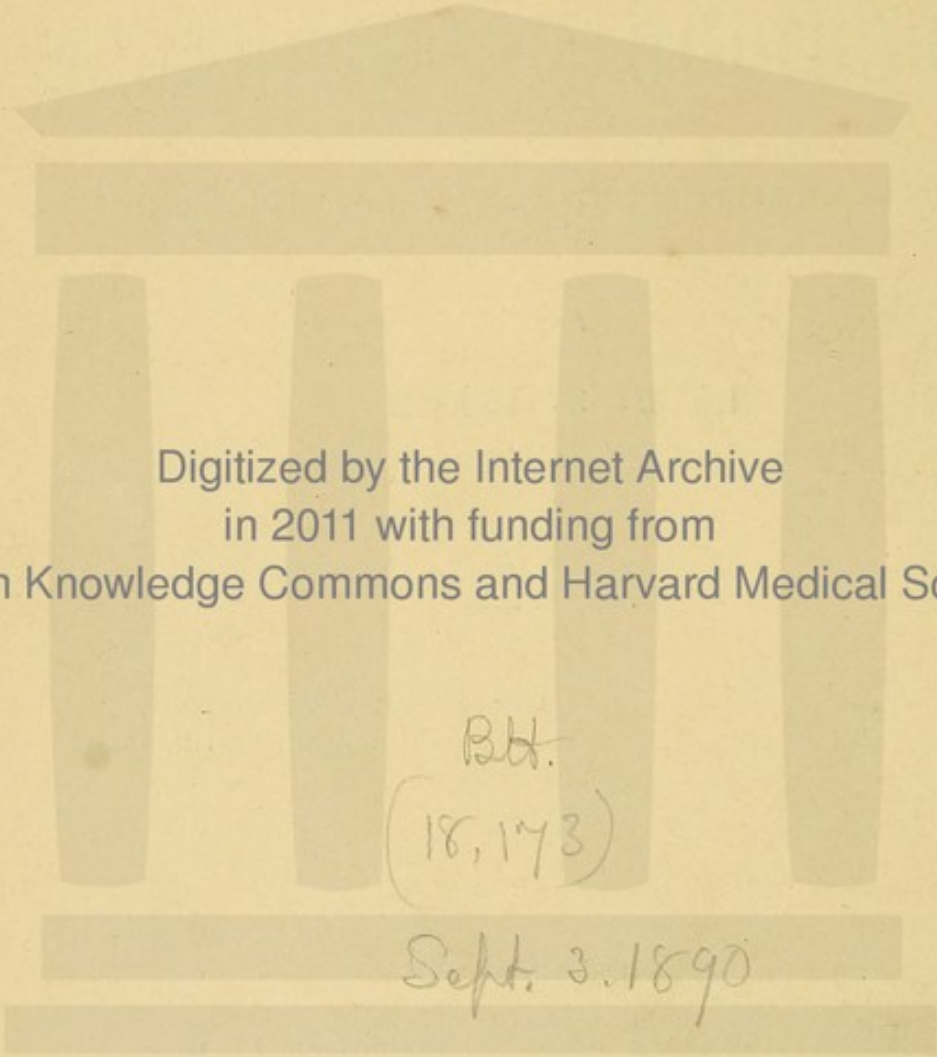 Digitized by the Internet Archive
in 2011 with funding from
n Knowledge Commons and Harvard Medical Sc
(18,173)
Sept. 3. 1890